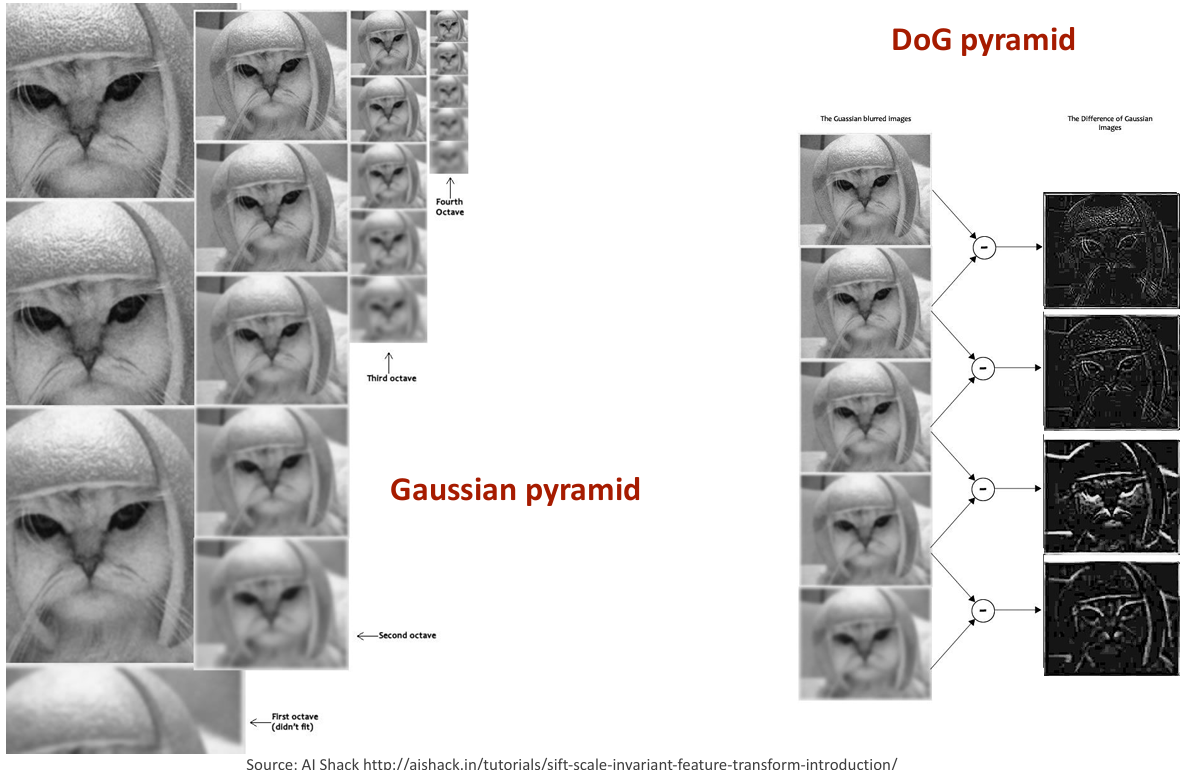 DoG pyramid
The Guassian blurred images
The Difference of Gaussian
Images
Fourth
Octave
Third octave
Gaussian pyramid
Second octave
First octave
(didn't fit)
Source: AI Shack http://aishack.in/tutorials/sift-scale-invariant-feature-transform-introduction/